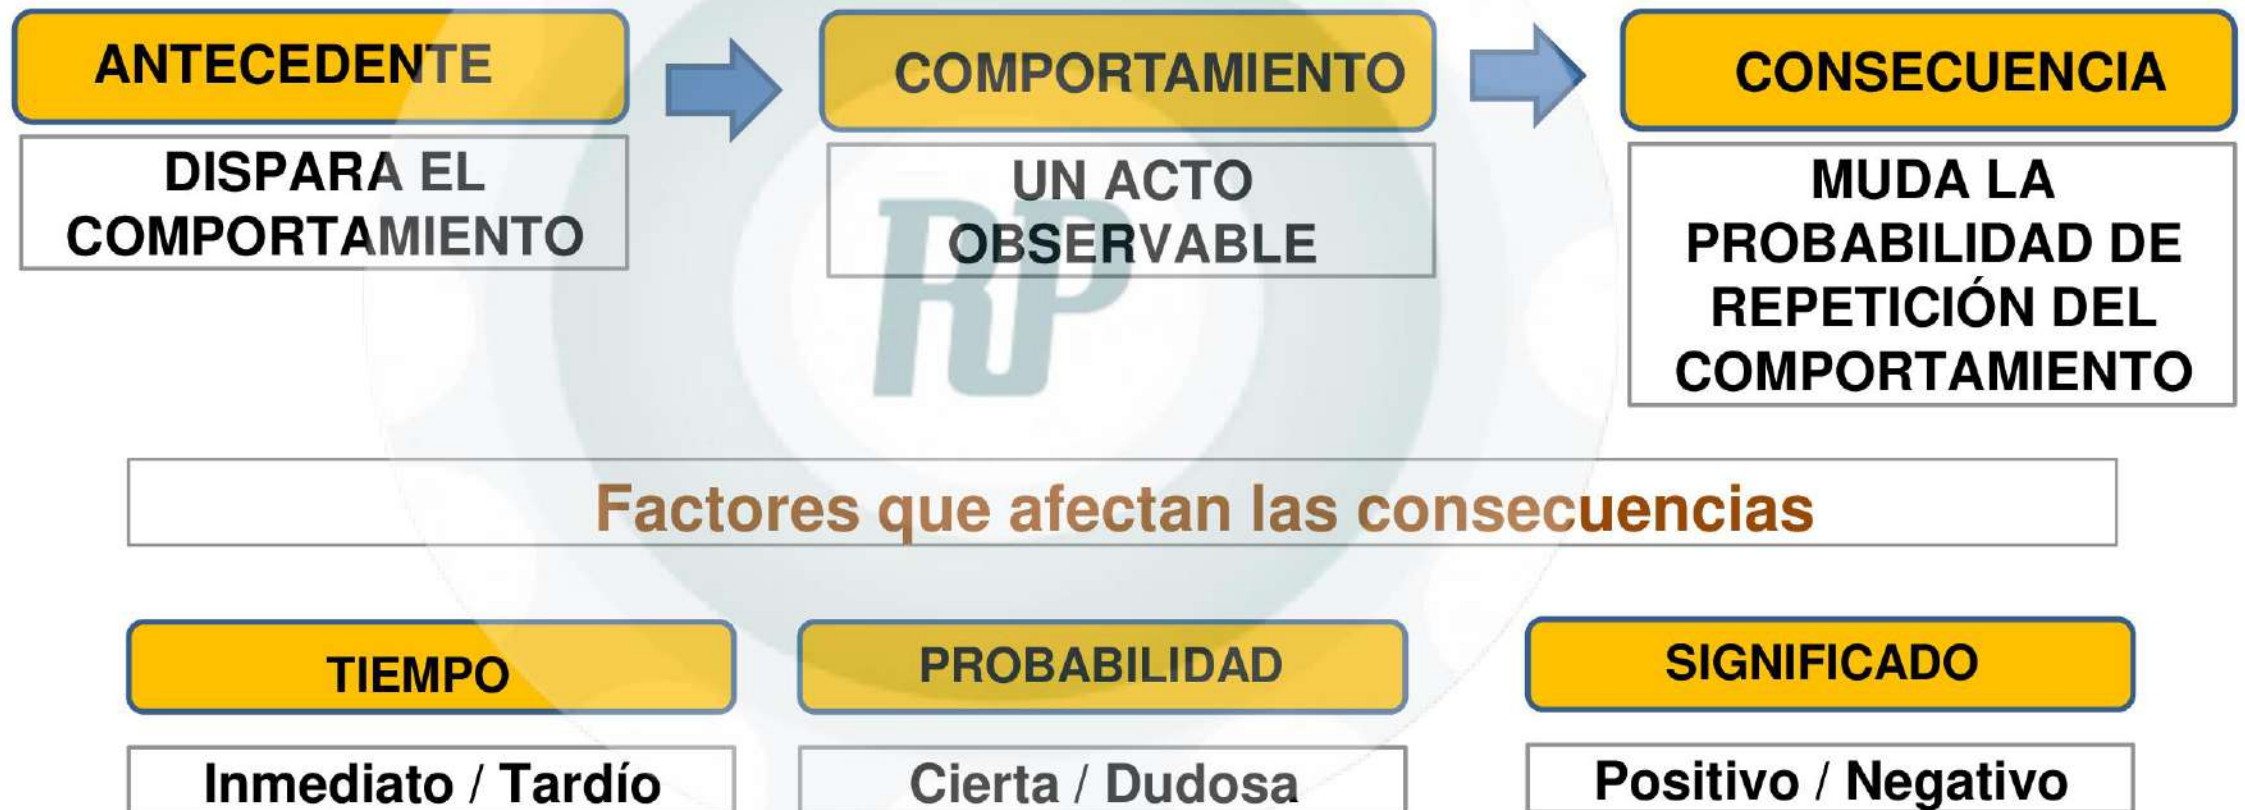 ANTECEDENTE
COMPORTAMIENTO
CONSECUENCIA
DISPARA EL
COMPORTAMIENTO
UN ACTO
OBSERVABLE
MUDA LA
PROBABILIDAD DE
REPETICIÓN DEL
COMPORTAMIENTO
RP
Factores que afectan las consecuencias
TIEMPO
PROBABILIDAD
SIGNIFICADO
Inmediato / Tardío
Cierta / Dudosa
Positivo / Negativo